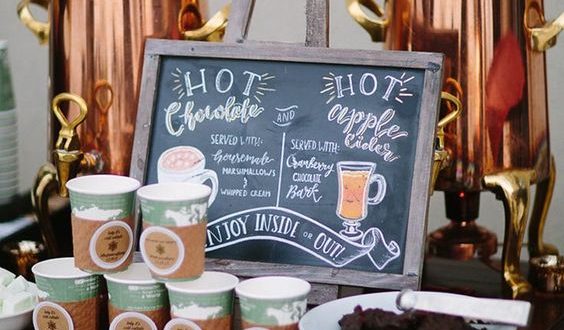 HOT
Chocolate
AND
HOT
apple
Cider
SERVED WITH:
housemade
MARSHMALLOWS &
WHIPPED CREAM
SERVED WITH:
Cranberry
CHOCOLATE
Bark
ENJOY INSIDE OR OUT!